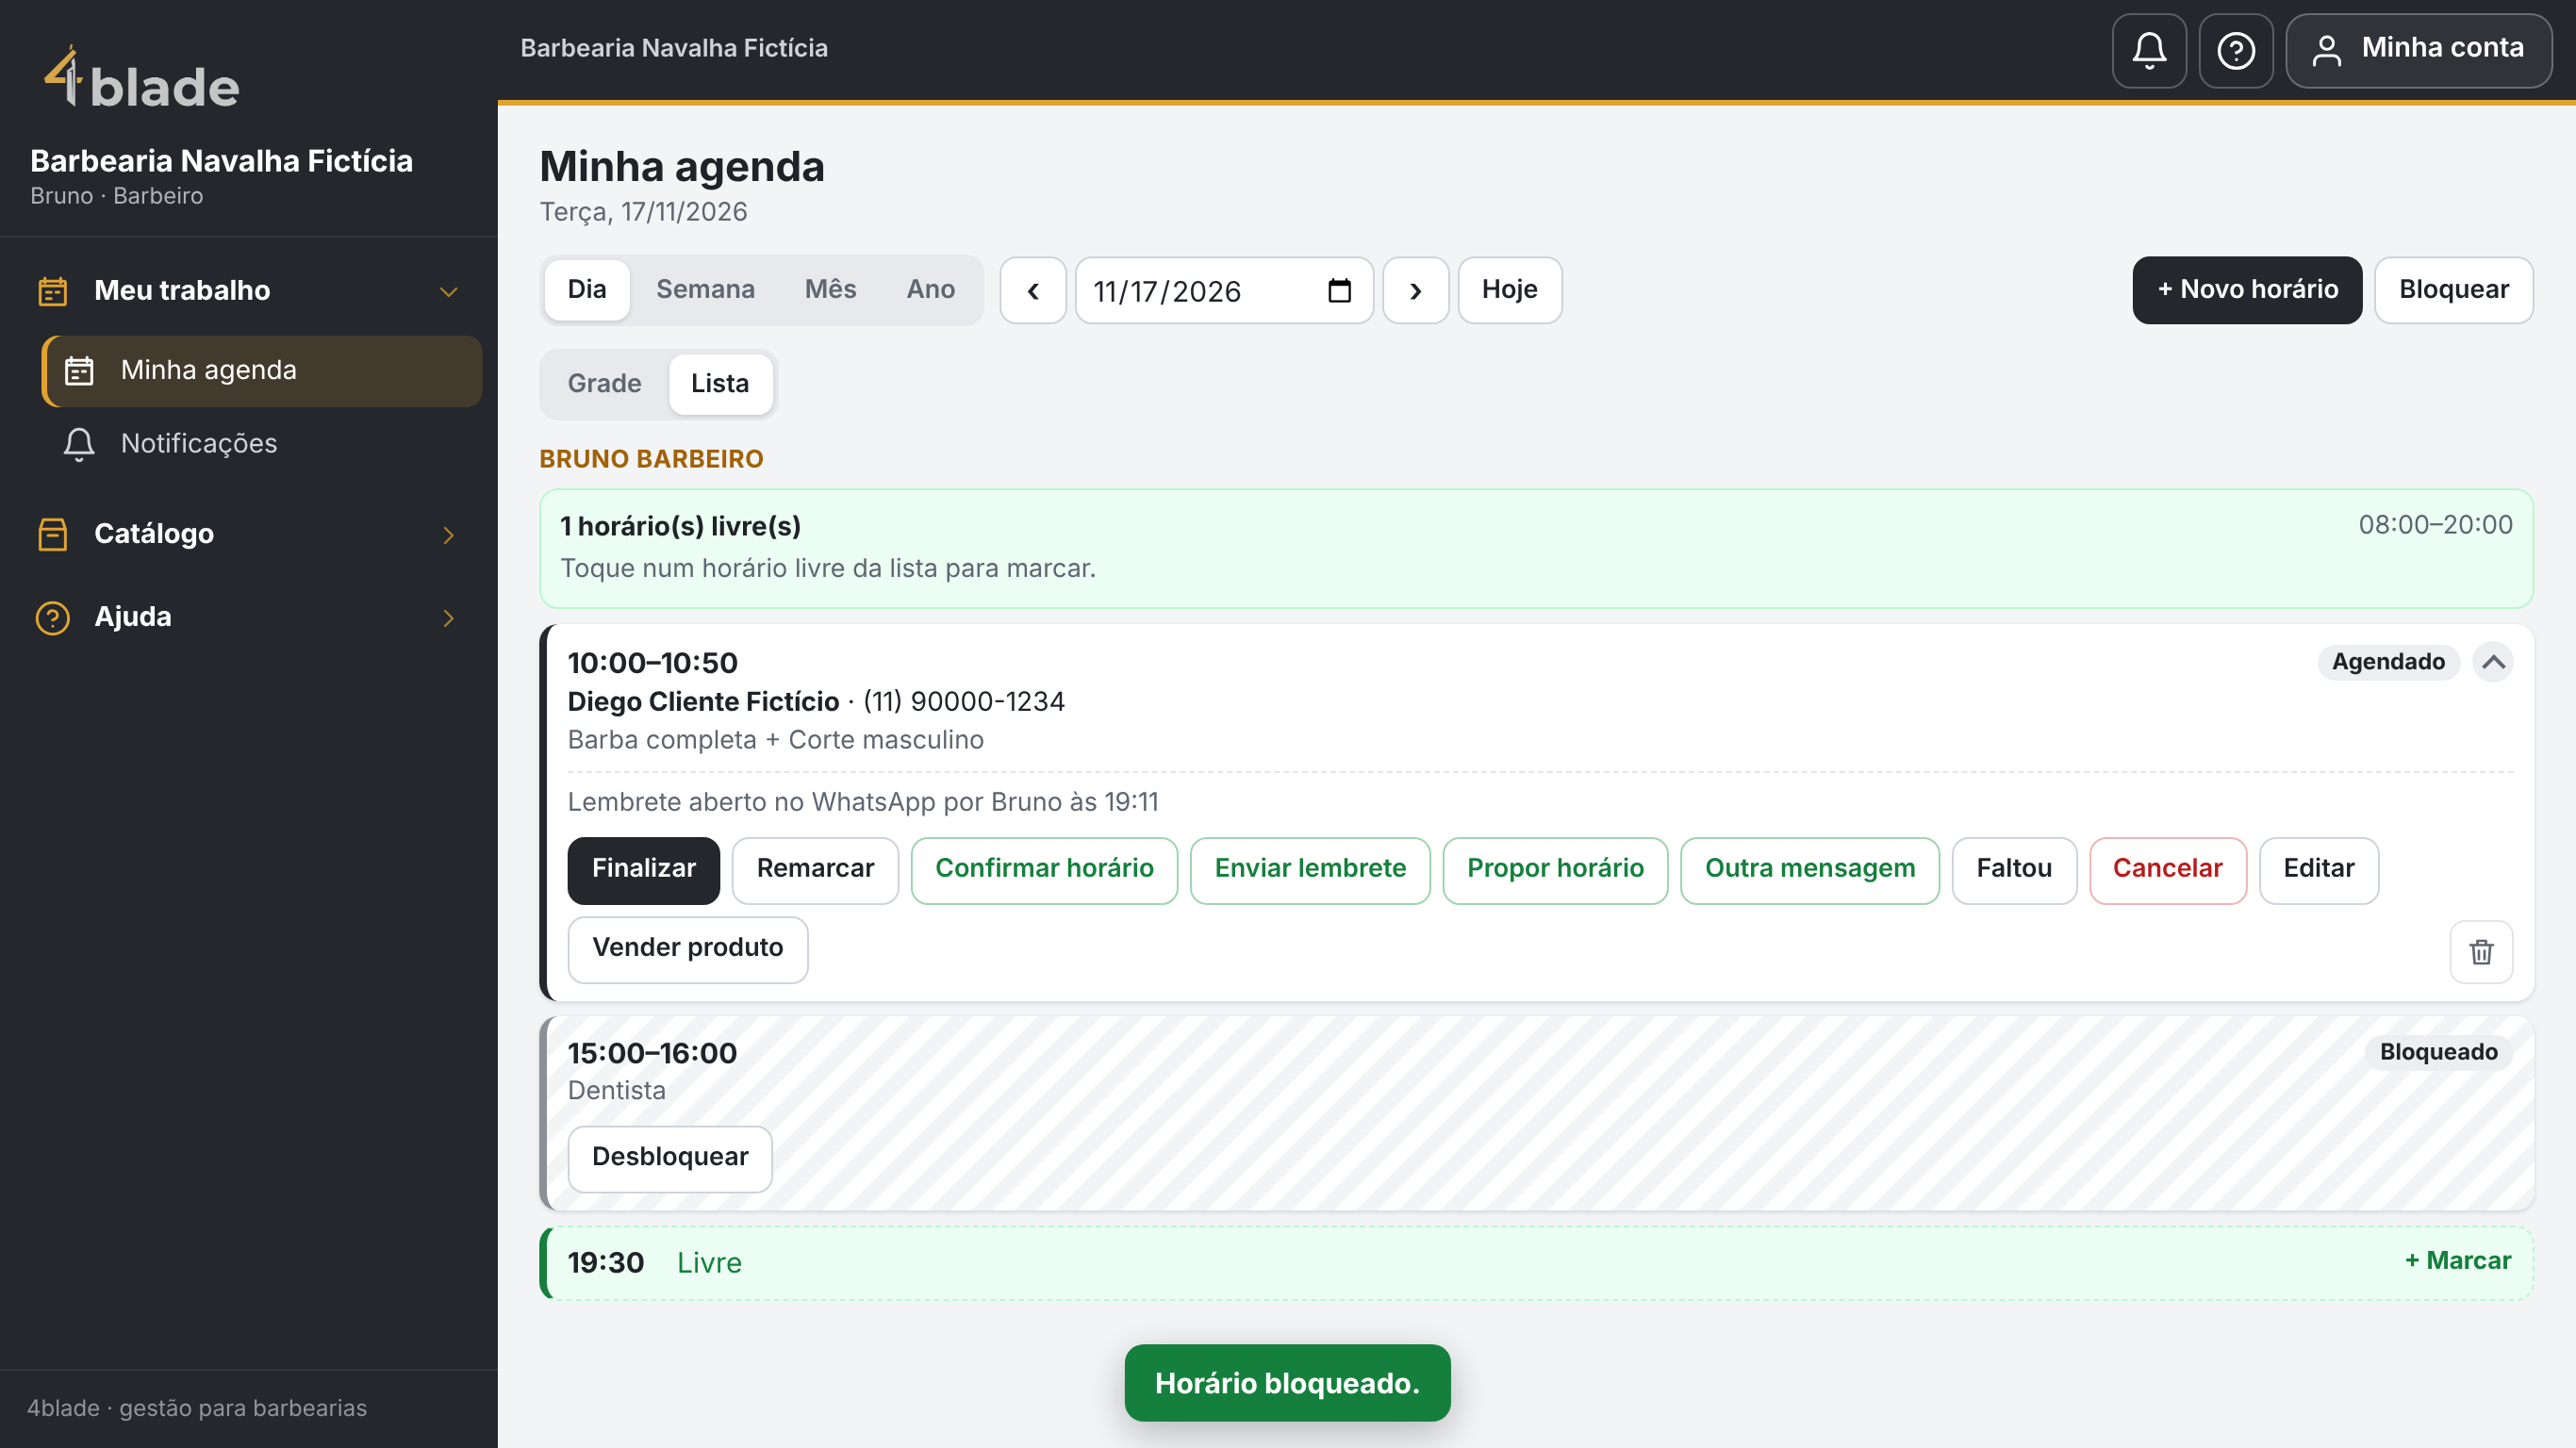 4blade
Barbearia Navalha Fictícia
Bruno · Barbeiro
Meu trabalho
Minha agenda
Notificações
Catálogo
Ajuda
4blade · gestão para barbearias
Barbearia Navalha Fictícia
Minha conta
Minha agenda
Terça, 17/11/2026
Dia Semana Mês Ano ‹ 11/17/2026 › Hoje + Novo horário Bloquear
Grade Lista
BRUNO BARBEIRO
1 horário(s) livre(s) 08:00–20:00
Toque num horário livre da lista para marcar.
10:00–10:50 Agendado
Diego Cliente Fictício · (11) 90000-1234
Barba completa + Corte masculino
Lembrete aberto no WhatsApp por Bruno às 19:11
Finalizar Remarcar Confirmar horário Enviar lembrete Propor horário Outra mensagem Faltou Cancelar Editar
Vender produto
15:00–16:00 Bloqueado
Dentista
Desbloquear
19:30 Livre + Marcar
Horário bloqueado.